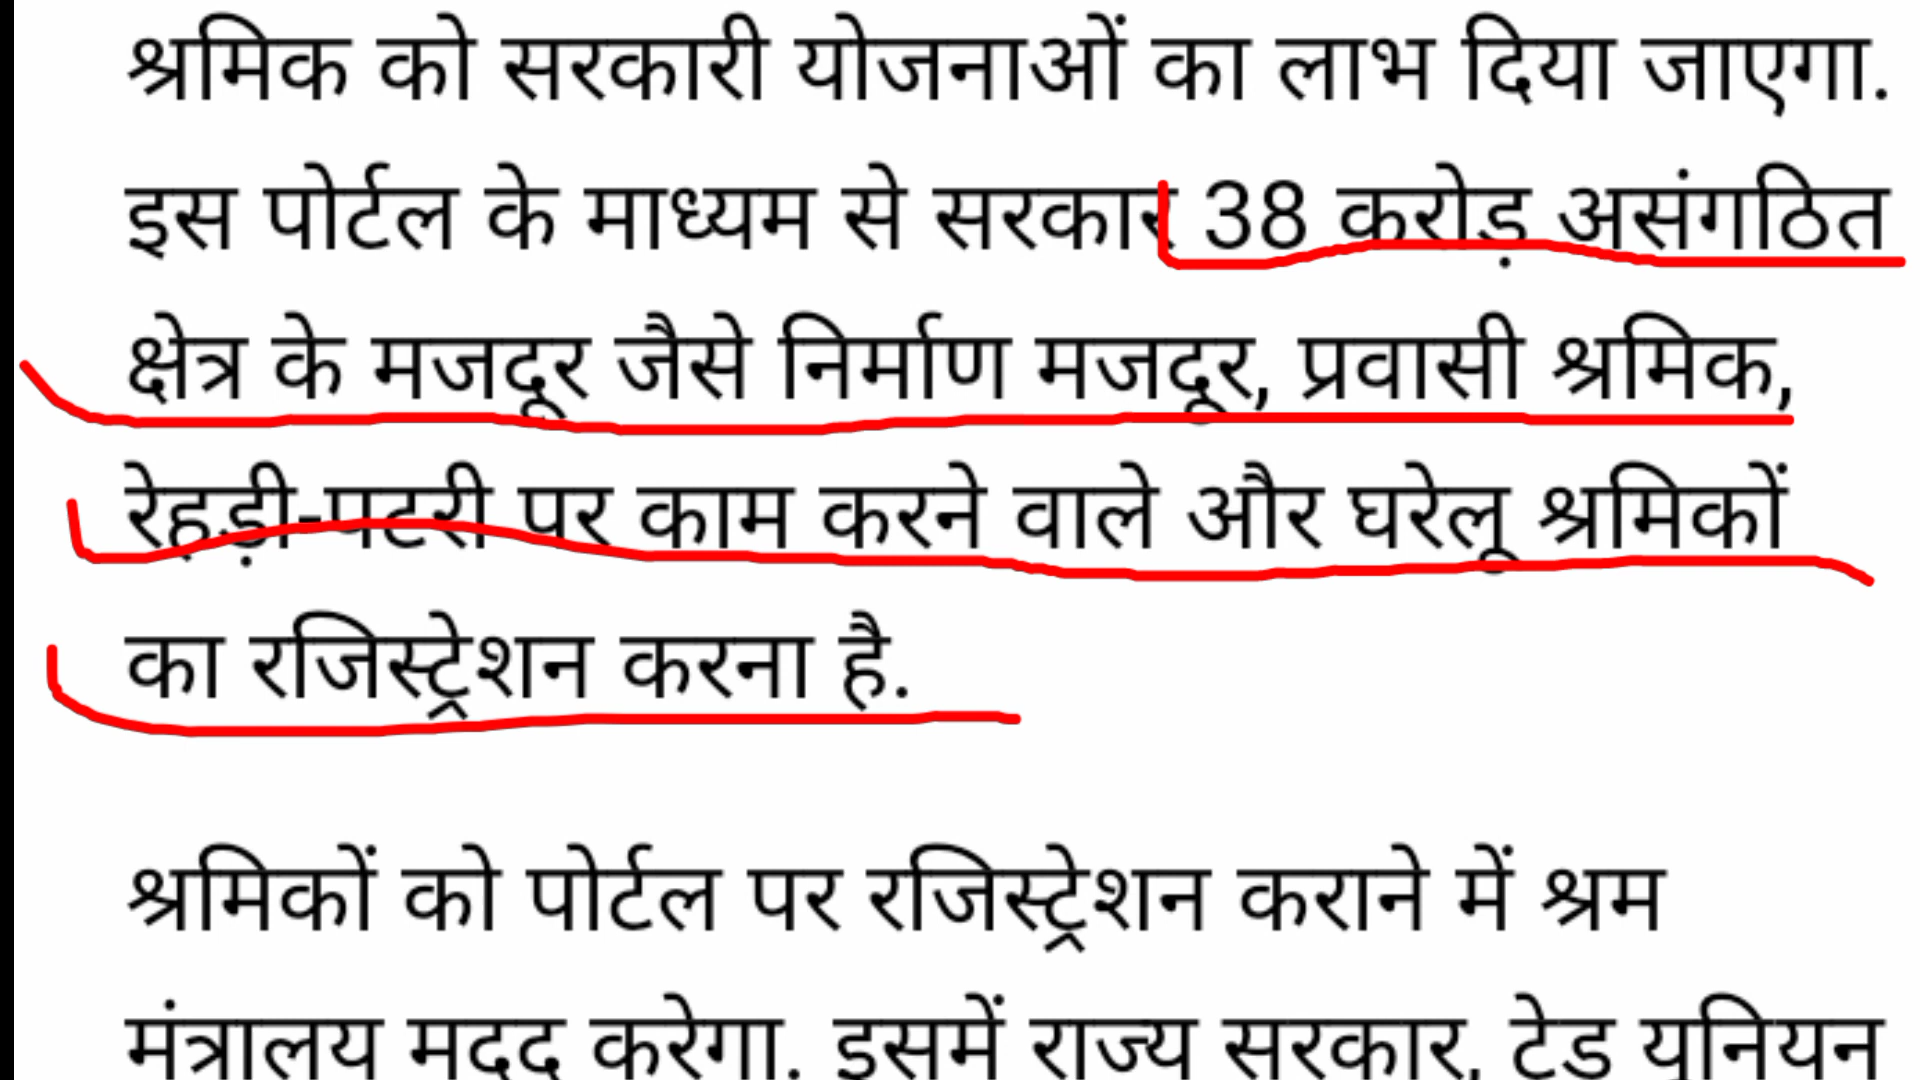 श्रमिक को सरकारी योजनाओं का लाभ दिया जाएगा.
इस पोर्टल के माध्यम से सरकार 38 करोड़ असंगठित
क्षेत्र के मजदूर जैसे निर्माण मजदूर, प्रवासी श्रमिक,
रेहड़ी-पटरी पर काम करने वाले और घरेलू श्रमिकों
का रजिस्ट्रेशन करना है.
श्रमिकों को पोर्टल पर रजिस्ट्रेशन कराने में श्रम
मंत्रालय मदद करेगा. इसमें राज्य सरकार, ट्रेड यूनियन